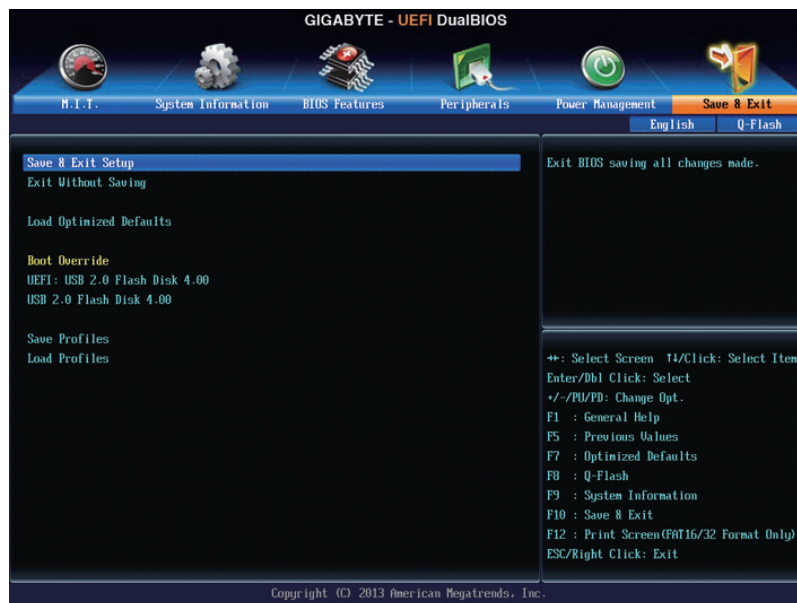 GIGABYTE - UEFI DualBIOS
M.I.T.
System Information
BIOS Features
Peripherals
Power Management
Save & Exit
English
Q-Flash
Save & Exit Setup
Exit Without Saving
Load Optimized Defaults
Boot Override
UEFI: USB 2.0 Flash Disk 4.00
USB 2.0 Flash Disk 4.00
Save Profiles
Load Profiles
Exit BIOS saving all changes made.
→←: Select Screen ↑↓/Click: Select Item
Enter/Dbl Click: Select
+/-/PU/PD: Change Opt.
F1 : General Help
F5 : Previous Values
F7 : Optimized Defaults
F8 : Q-Flash
F9 : System Information
F10 : Save & Exit
F12 : Print Screen(FAT16/32 Format Only)
ESC/Right Click: Exit
Copyright (C) 2013 American Megatrends, Inc.